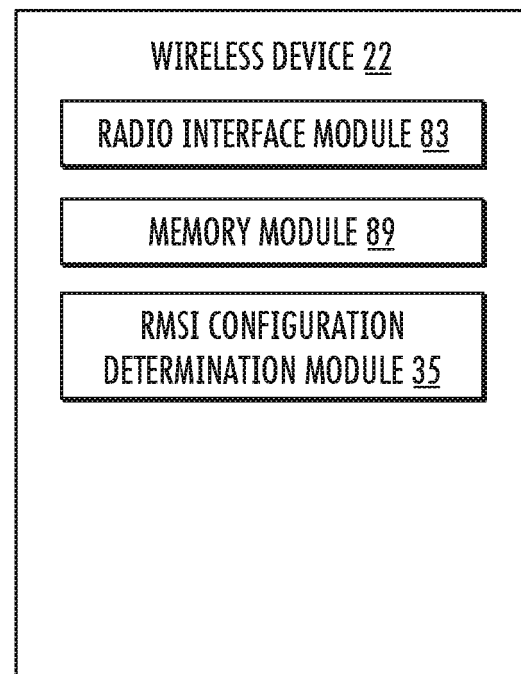 WIRELESS DEVICE 22
RADIO INTERFACE MODULE 83
MEMORY MODULE 89
RMSI CONFIGURATION
DETERMINATION MODULE 35